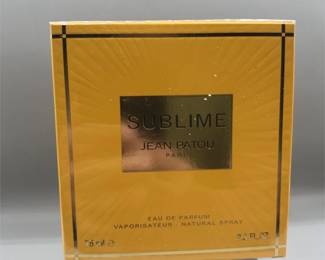 SUBLIME
JEAN PATOU
PARIS
EAU DE PARFUM
VAPORISATEUR / NATURAL SPRAY